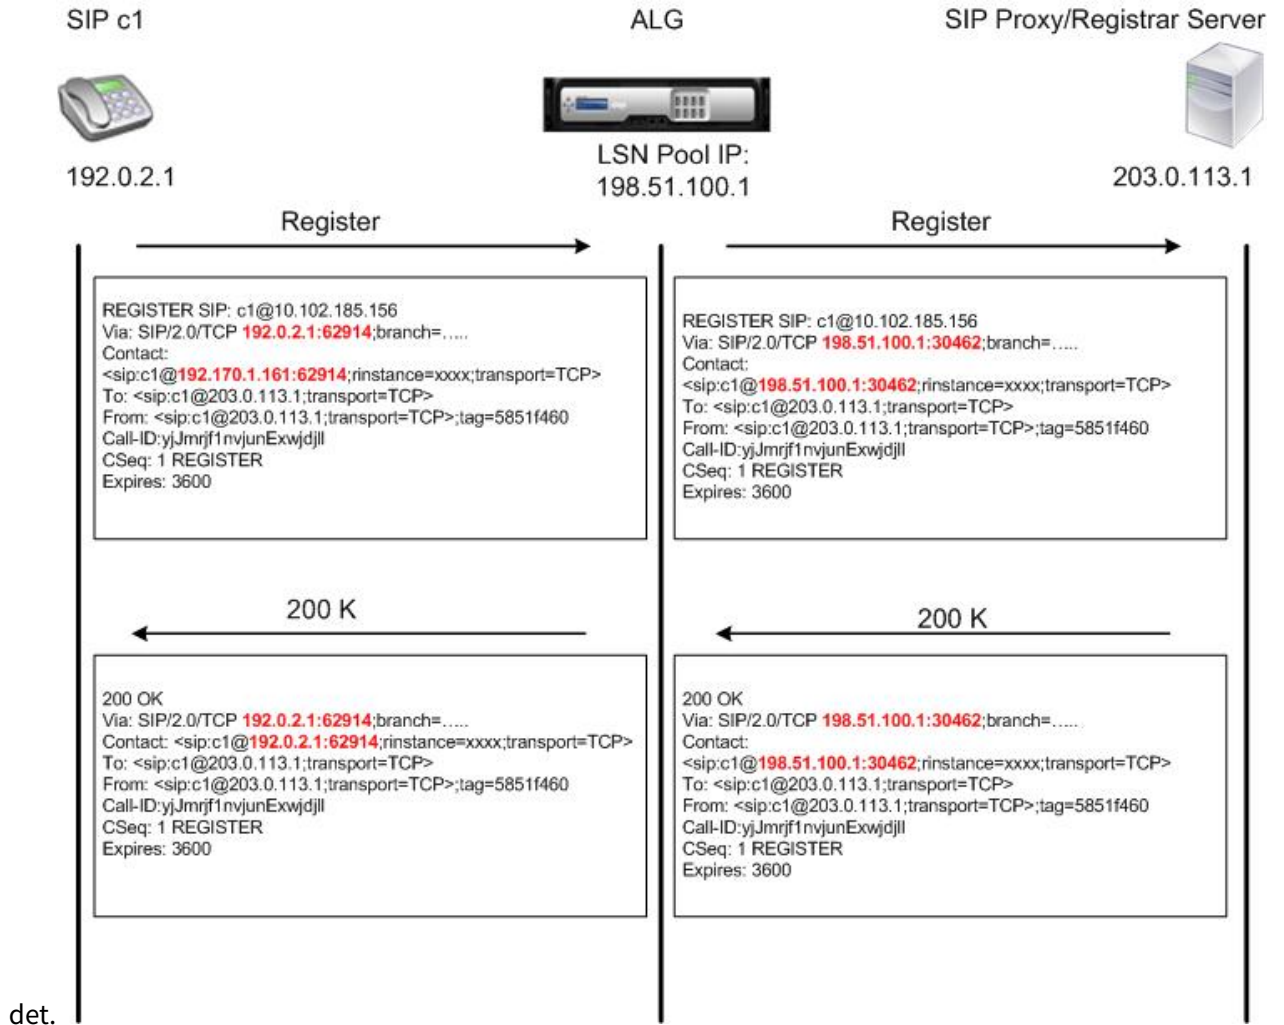 SIP c1
ALG
SIP Proxy/Registrar Server
LSN Pool IP:
198.51.100.1
192.0.2.1
203.0.113.1
Register
Register
REGISTER SIP: c1@10.102.185.156
Via: SIP/2.0/TCP 192.0.2.1:62914;branch=.....
Contact:
<sip:c1@192.170.1.161:62914;rinstance=xxxx;transport=TCP>
To: <sip:c1@203.0.113.1;transport=TCP>
From: <sip:c1@203.0.113.1;transport=TCP>;tag=5851f460
Call-ID:yjJmrjf1nvjunExwjdjll
CSeq: 1 REGISTER
Expires: 3600
REGISTER SIP: c1@10.102.185.156
Via: SIP/2.0/TCP 198.51.100.1:30462;branch=.....
Contact:
<sip:c1@198.51.100.1:30462;rinstance=xxxx;transport=TCP>
To: <sip:c1@203.0.113.1;transport=TCP>
From: <sip:c1@203.0.113.1;transport=TCP>;tag=5851f460
Call-ID:yjJmrjf1nvjunExwjdjll
CSeq: 1 REGISTER
Expires: 3600
200 K
200 K
200 OK
Via: SIP/2.0/TCP 192.0.2.1:62914;branch=.....
Contact: <sip:c1@192.0.2.1:62914;rinstance=xxxx;transport=TCP>
To: <sip:c1@203.0.113.1;transport=TCP>
From: <sip:c1@203.0.113.1;transport=TCP>;tag=5851f460
Call-ID:yjJmrjf1nvjunExwjdjll
CSeq: 1 REGISTER
Expires: 3600
200 OK
Via: SIP/2.0/TCP 198.51.100.1:30462;branch=.....
Contact:
<sip:c1@198.51.100.1:30462;rinstance=xxxx;transport=TCP>
To: <sip:c1@203.0.113.1;transport=TCP>
From: <sip:c1@203.0.113.1;transport=TCP>;tag=5851f460
Call-ID:yjJmrjf1nvjunExwjdjll
CSeq: 1 REGISTER
Expires: 3600
det.